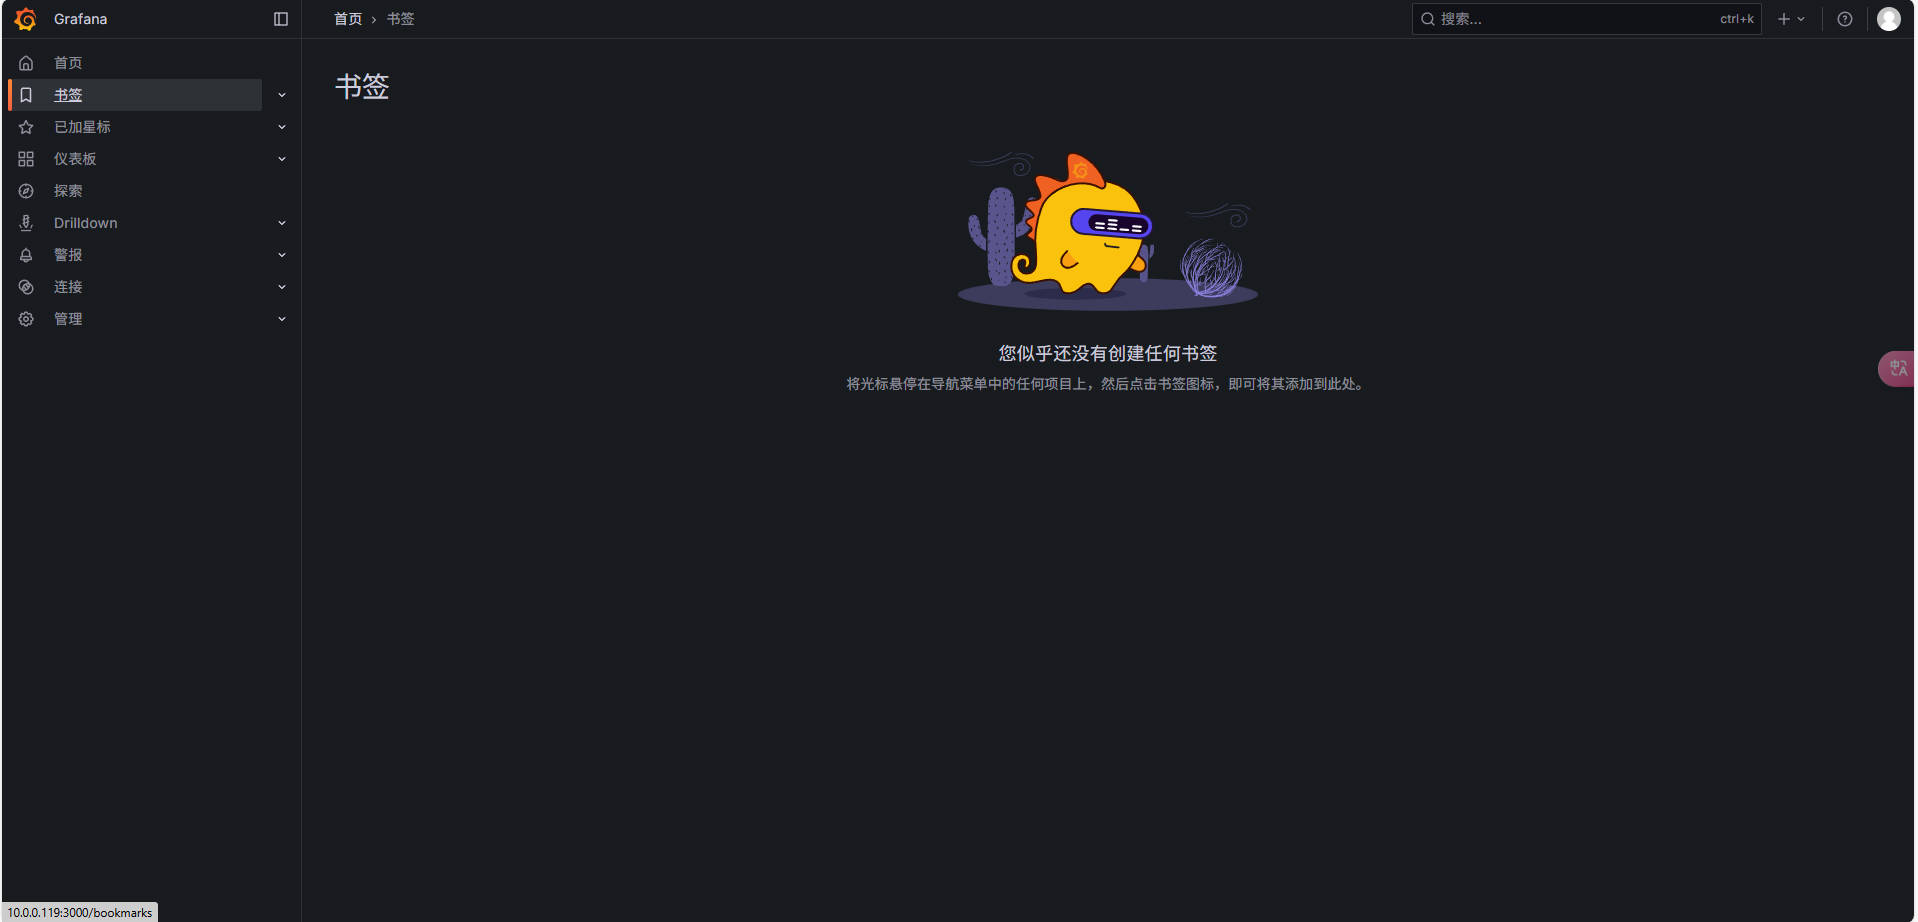 Grafana
首页 › 书签
搜索...
ctrl+k
首页
书签
已加星标
仪表板
探索
Drilldown
警报
连接
管理
书签
您似乎还没有创建任何书签
将光标悬停在导航菜单中的任何项目上，然后点击书签图标，即可将其添加到此处。
中
A
10.0.0.119:3000/bookmarks